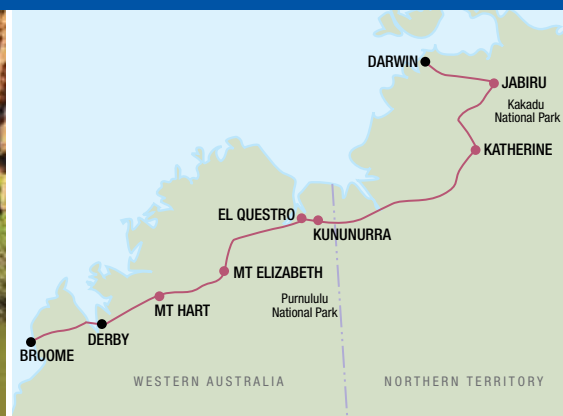 DARWIN
JABIRU
Kakadu
National Park
KATHERINE
EL QUESTRO
KUNUNURRA
MT ELIZABETH
Purnululu
National Park
MT HART
DERBY
BROOME
WESTERN AUSTRALIA
NORTHERN TERRITORY